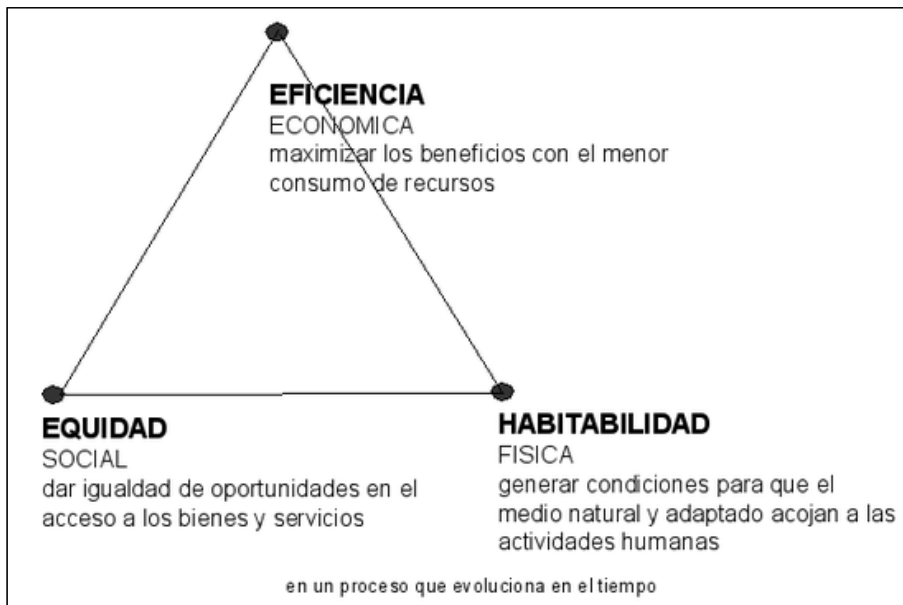 EFICIENCIA
ECONOMICA
maximizar los beneficios con el menor
consumo de recursos
EQUIDAD
SOCIAL
dar igualdad de oportunidades en el
acceso a los bienes y servicios
HABITABILIDAD
FISICA
generar condiciones para que el
medio natural y adaptado acojan a las
actividades humanas
en un proceso que evoluciona en el tiempo